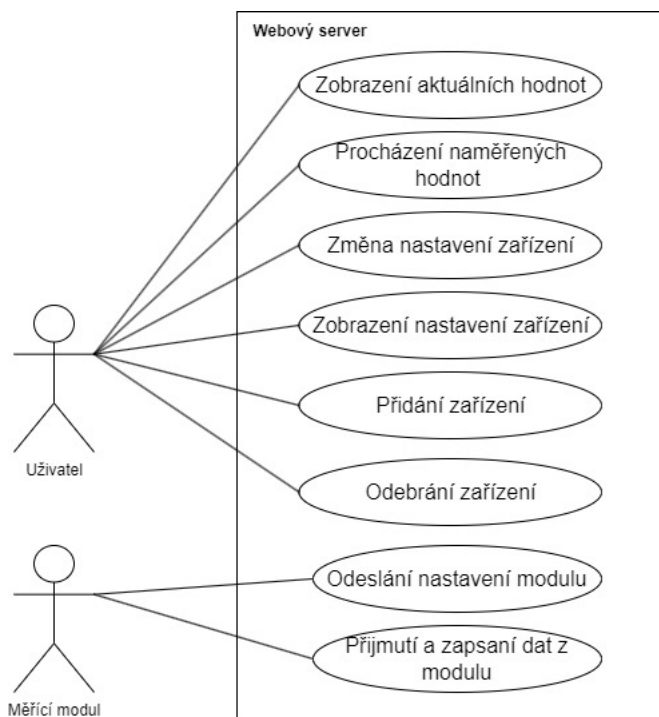 Webový server
Zobrazení aktuálních hodnot
Procházení naměřených
hodnot
Změna nastavení zařízení
Zobrazení nastavení zařízení
Přidání zařízení
Uživatel
Odebrání zařízení
Odeslání nastavení modulu
Přijmutí a zapsaní dat z
modulu
Měřící modul